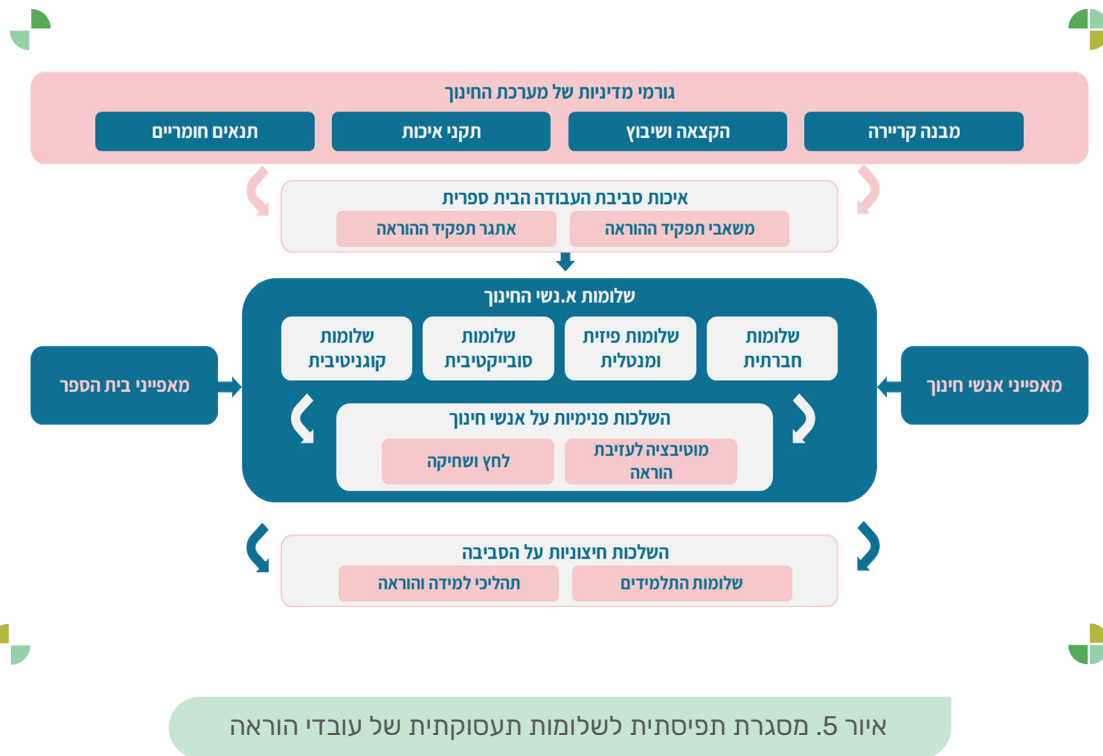 גורמי מדיניות של מערכת החינוך
מבנה קריירה
הקצאה ושיבוץ
תקני איכות
תנאים חומריים
איכות סביבת העבודה הבית ספרית
משאבי תפקיד ההוראה
אתגר תפקיד ההוראה
שלומות א.נשי החינוך
שלומות
חברתית
שלומות פיזית
ומנטלית
שלומות
סובייקטיבית
שלומות
קוגניטיבית
מאפייני אנשי חינוך
מאפייני בית הספר
השלכות פנימיות על אנשי חינוך
מוטיבציה לעזיבת
הוראה
לחץ ושחיקה
השלכות חיצוניות על הסביבה
שלומות התלמידים
תהליכי למידה והוראה
איור 5. מסגרת תפיסתית לשלומות תעסוקתית של עובדי הוראה